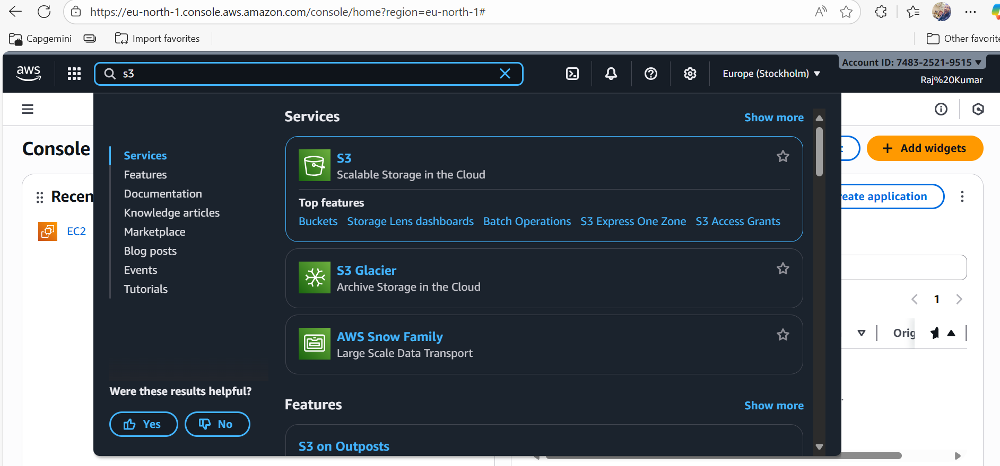 https://eu-north-1.console.aws.amazon.com/console/home?region=eu-north-1#
Capgemini
Import favorites
Other favorite
aws
s3
Europe (Stockholm)
Account ID: 7483-2521-9515
Raj%20Kumar
Console
Add widgets
Recen
EC2
reate application
1
Orig
Services
Features
Documentation
Knowledge articles
Marketplace
Blog posts
Events
Tutorials
Were these results helpful?
Yes
No
Services
Show more
S3
Scalable Storage in the Cloud
Top features
Buckets Storage Lens dashboards Batch Operations S3 Express One Zone S3 Access Grants
S3 Glacier
Archive Storage in the Cloud
AWS Snow Family
Large Scale Data Transport
Features
Show more
S3 on Outposts